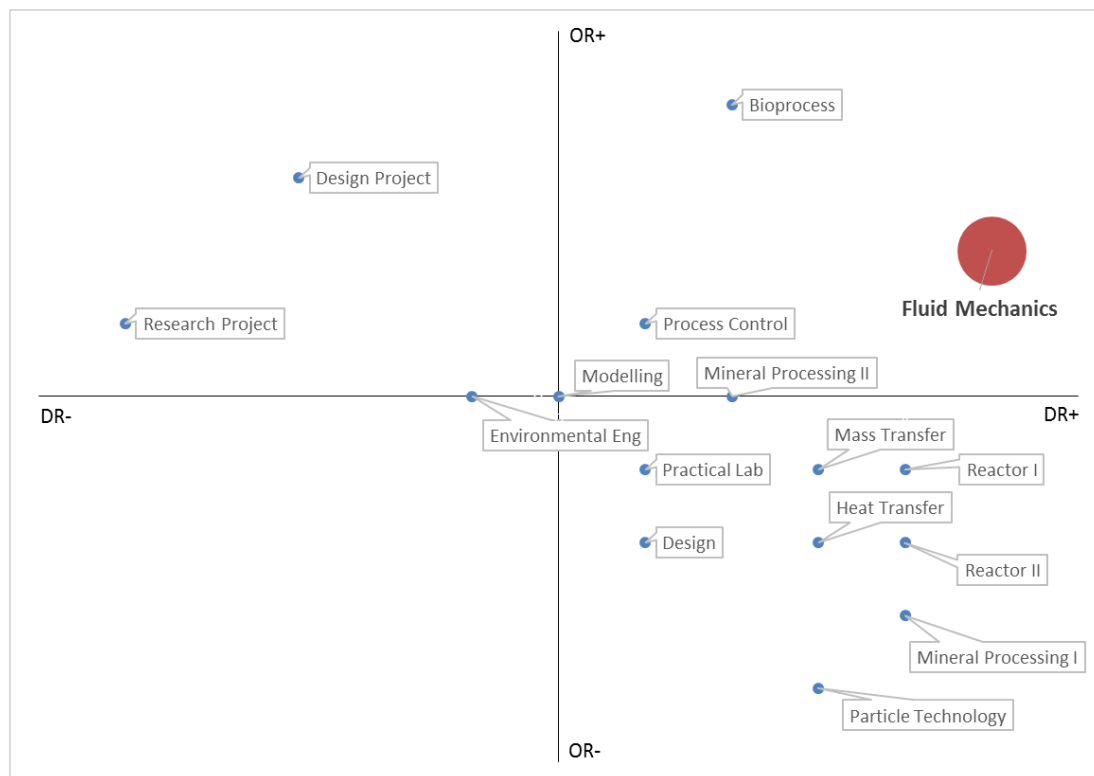 OR+
Bioprocess
Design Project
Fluid Mechanics
Research Project
Process Control
Modelling
Mineral Processing II
DR-
DR+
Environmental Eng
Mass Transfer
Practical Lab
Reactor I
Heat Transfer
Design
Reactor II
Mineral Processing I
Particle Technology
OR-